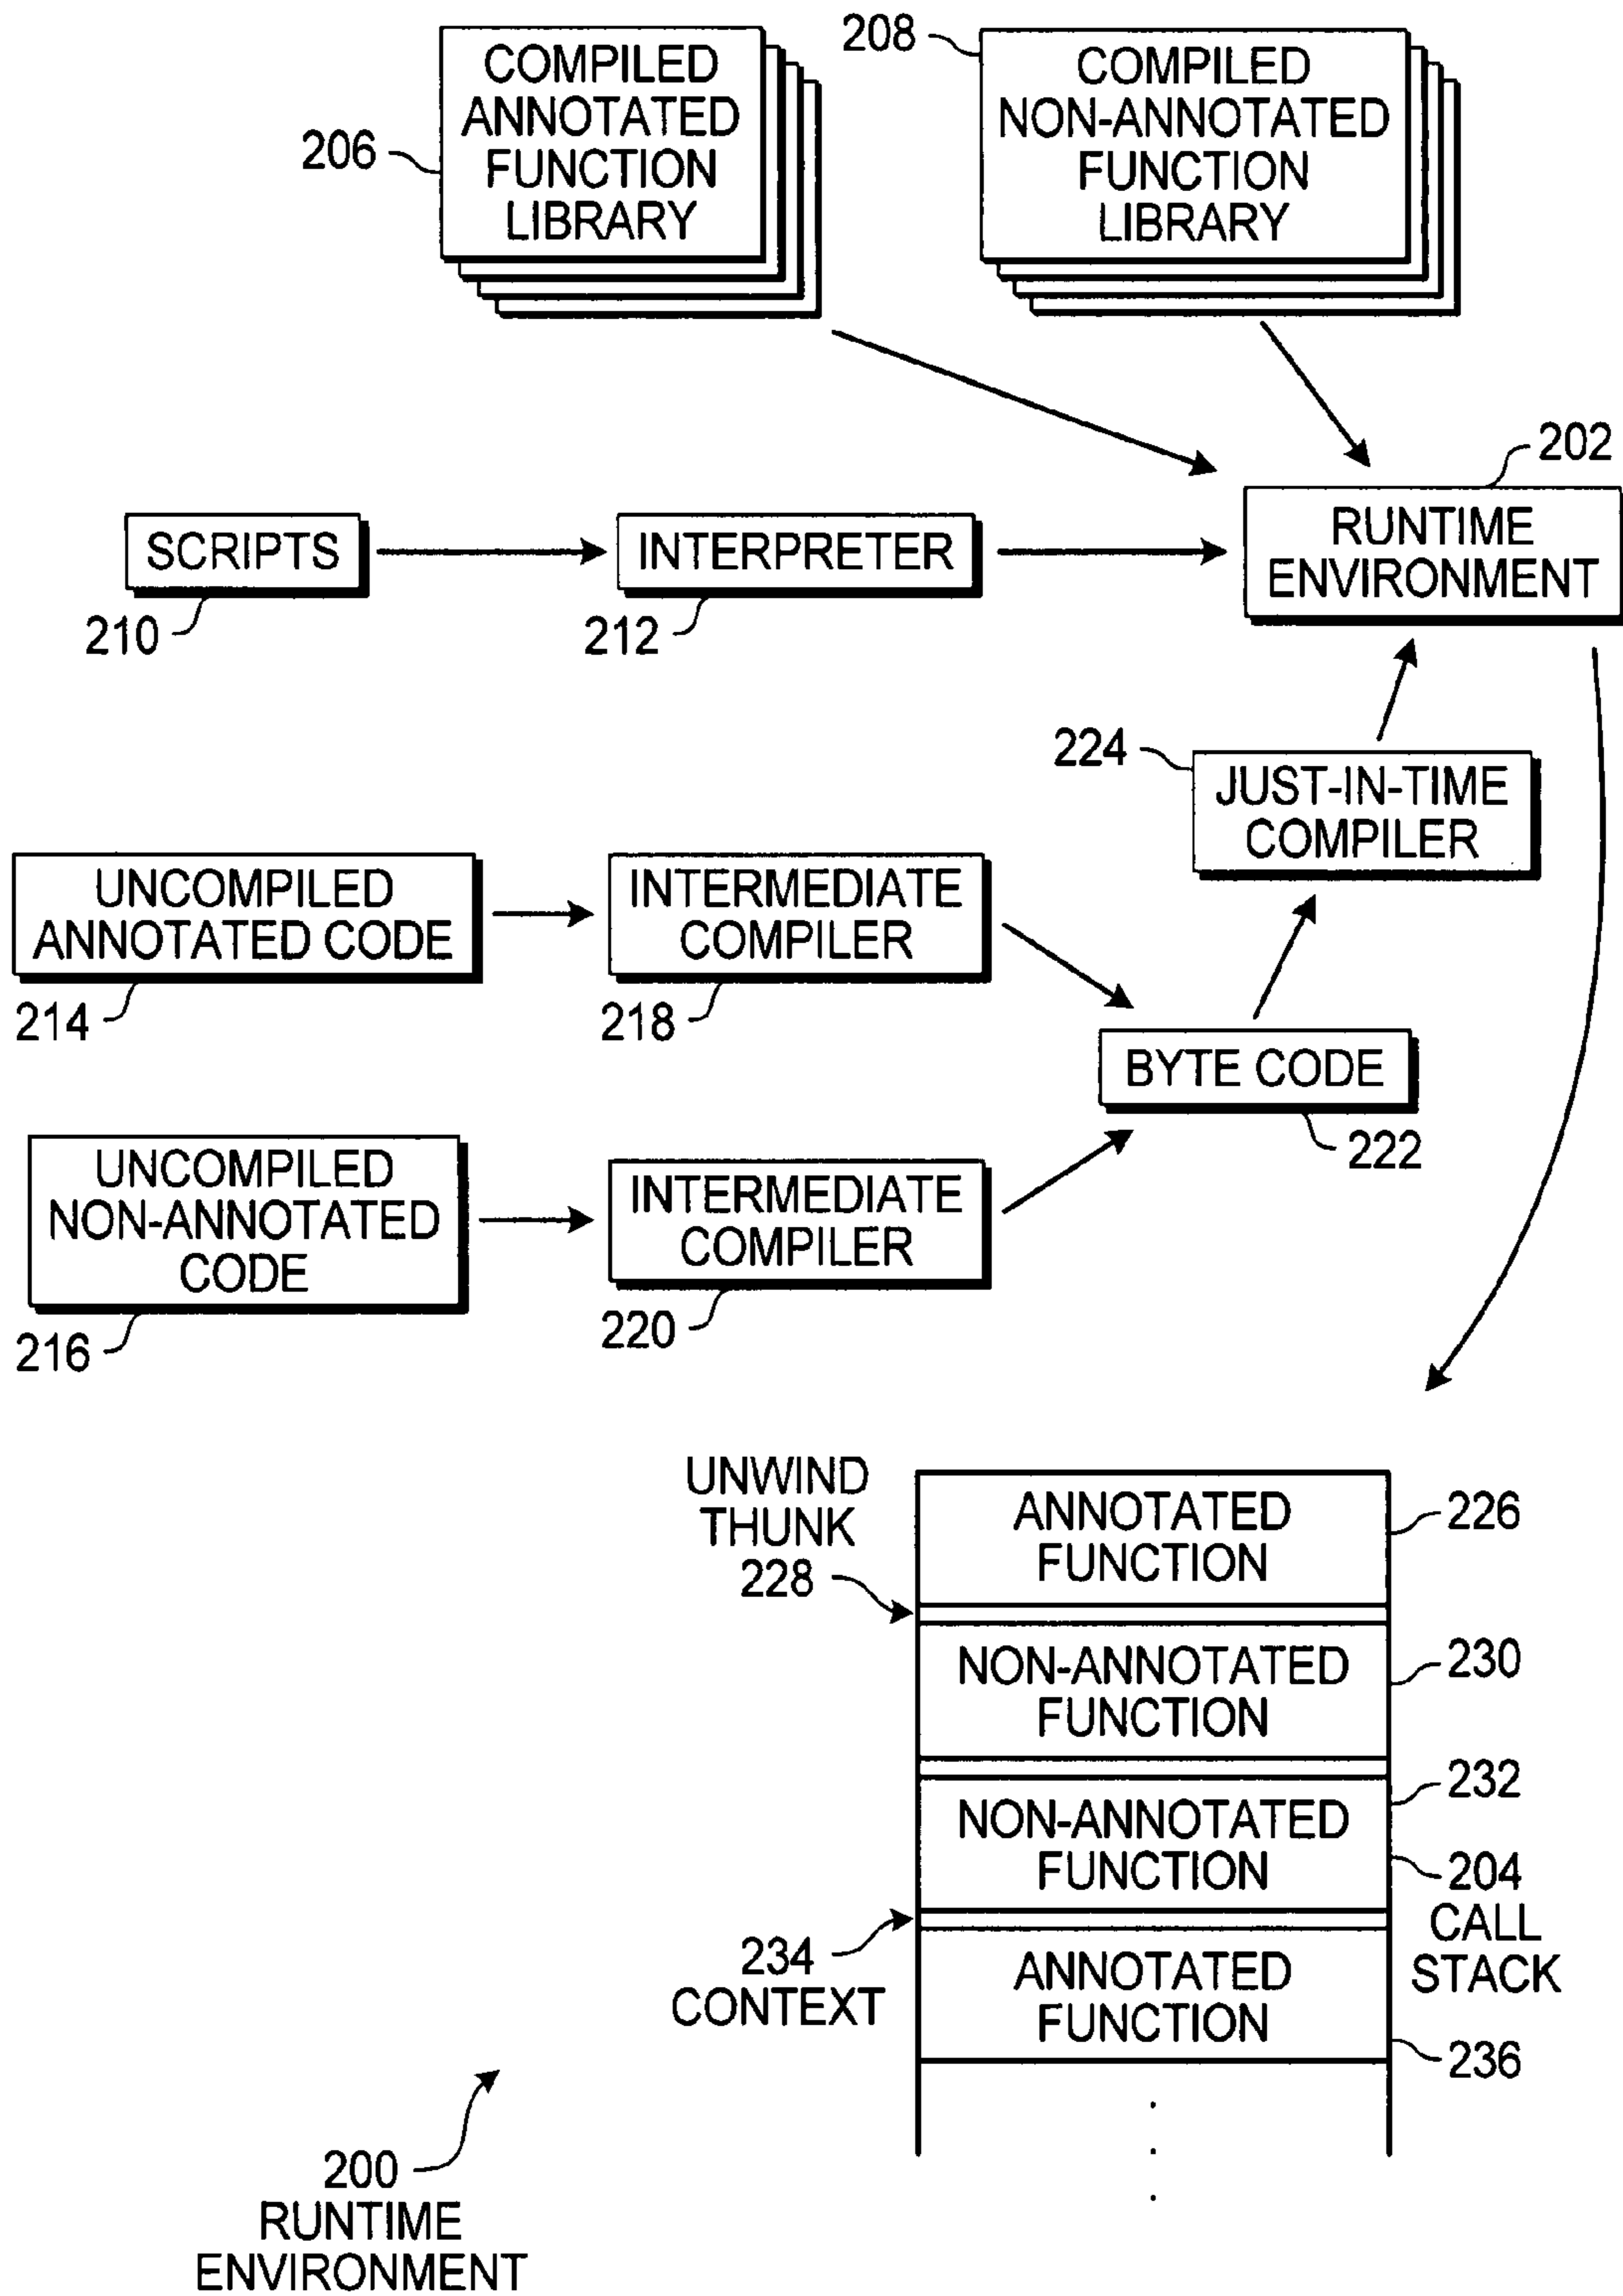 COMPILED
ANNOTATED
FUNCTION
LIBRARY
206
208
COMPILED
NON-ANNOTATED
FUNCTION
LIBRARY
202
RUNTIME
ENVIRONMENT
SCRIPTS
210
INTERPRETER
212
224
JUST-IN-TIME
COMPILER
UNCOMPILED
ANNOTATED CODE
214
INTERMEDIATE
COMPILER
218
BYTE CODE
222
UNCOMPILED
NON-ANNOTATED
CODE
216
INTERMEDIATE
COMPILER
220
UNWIND
THUNK
228
ANNOTATED
FUNCTION
226
NON-ANNOTATED
FUNCTION
230
NON-ANNOTATED
FUNCTION
232
204
CALL
STACK
234
CONTEXT
ANNOTATED
FUNCTION
236
200
RUNTIME
ENVIRONMENT